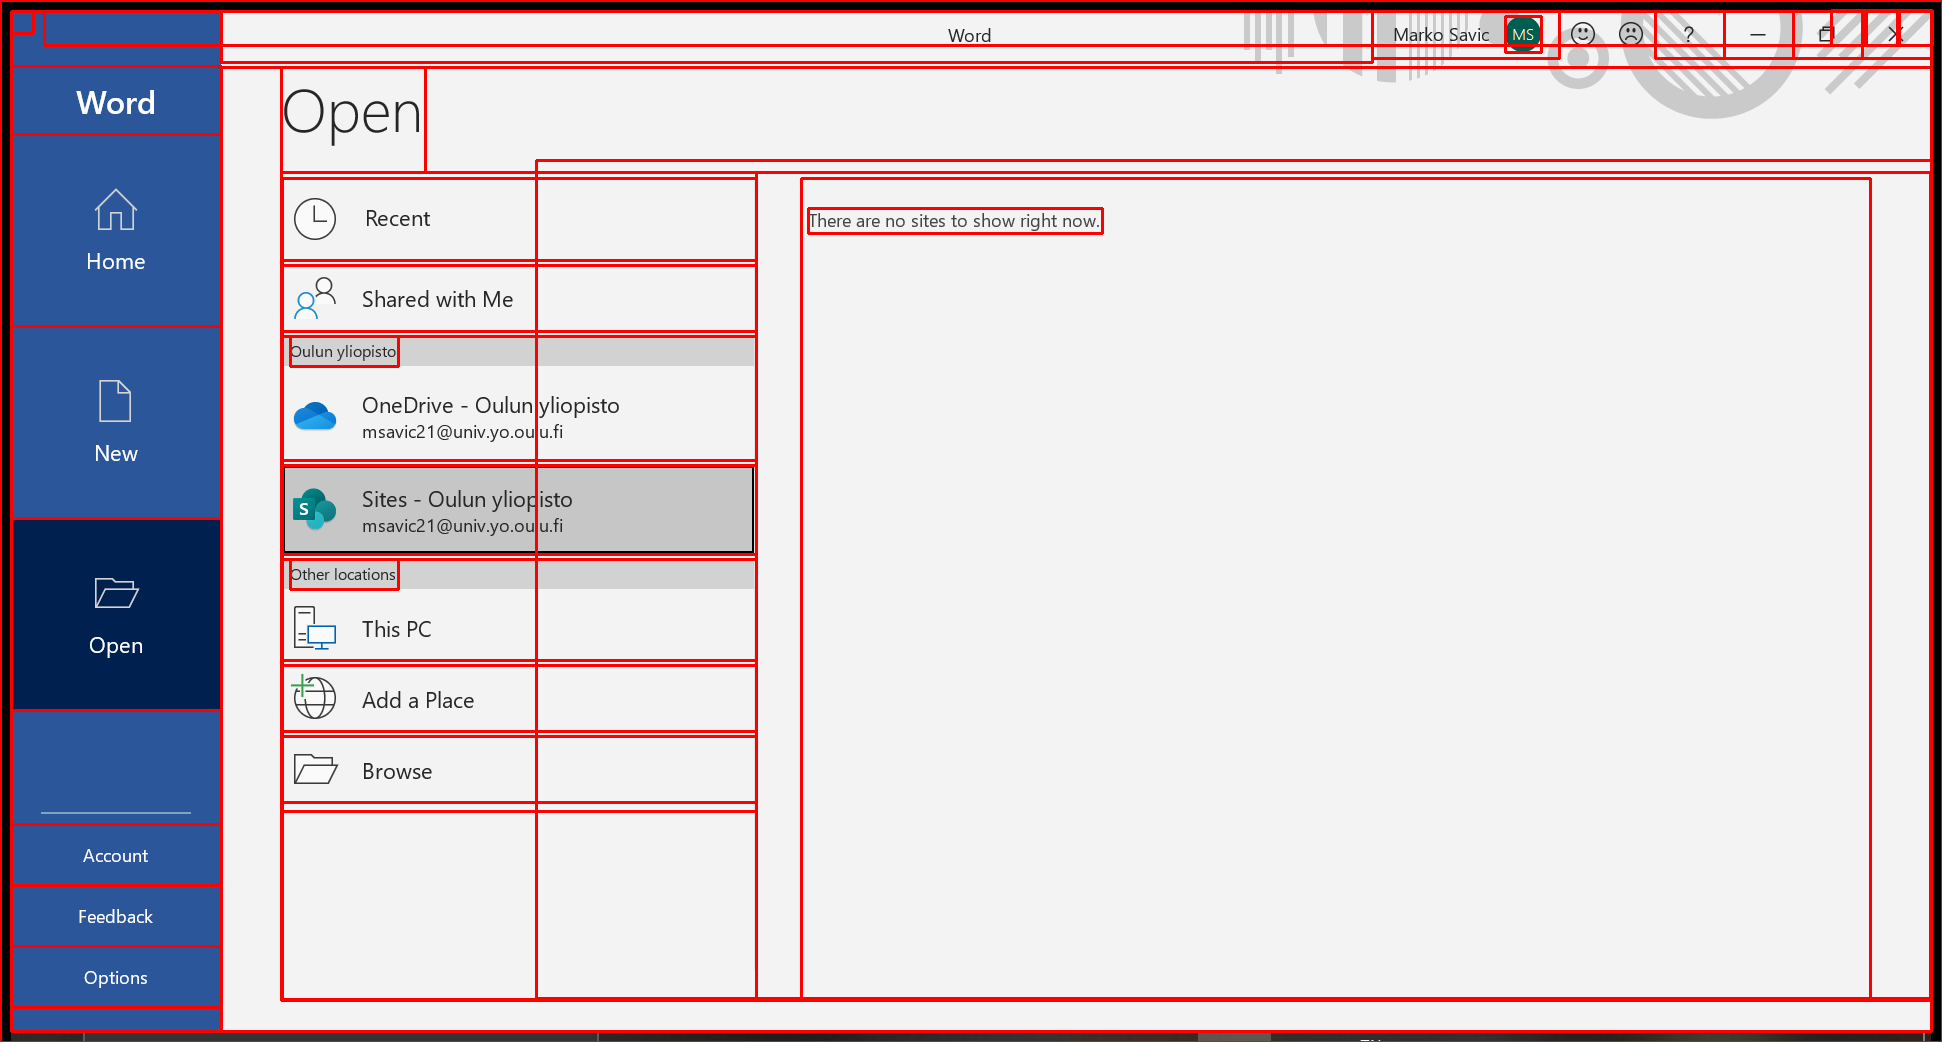 Word
Marko Savic
MS
?
Word
Open
Home
New
Open
Account
Feedback
Options
Recent
Shared with Me
Oulun yliopisto
OneDrive - Oulun yliopisto
msavic21@univ.yo.oulu.fi
S
Sites - Oulun yliopisto
msavic21@univ.yo.oulu.fi
Other locations
This PC
Add a Place
Browse
There are no sites to show right now.